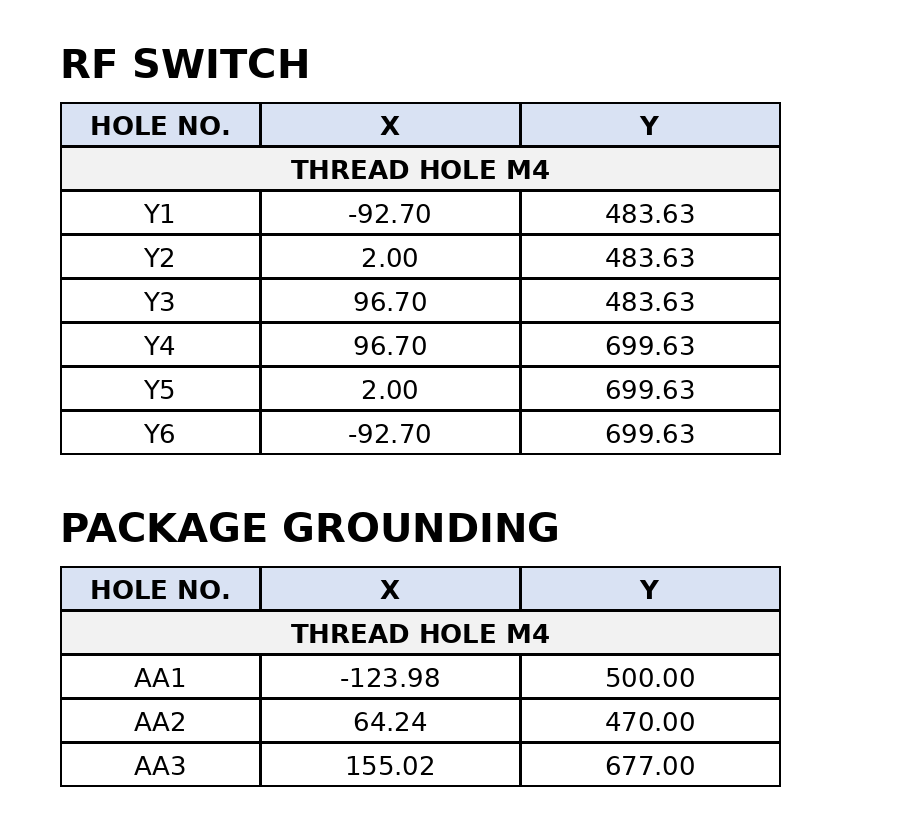 RF SWITCH
HOLE NO. X Y
THREAD HOLE M4
Y1 -92.70 483.63
Y2 2.00 483.63
Y3 96.70 483.63
Y4 96.70 699.63
Y5 2.00 699.63
Y6 -92.70 699.63
PACKAGE GROUNDING
HOLE NO. X Y
THREAD HOLE M4
AA1 -123.98 500.00
AA2 64.24 470.00
AA3 155.02 677.00